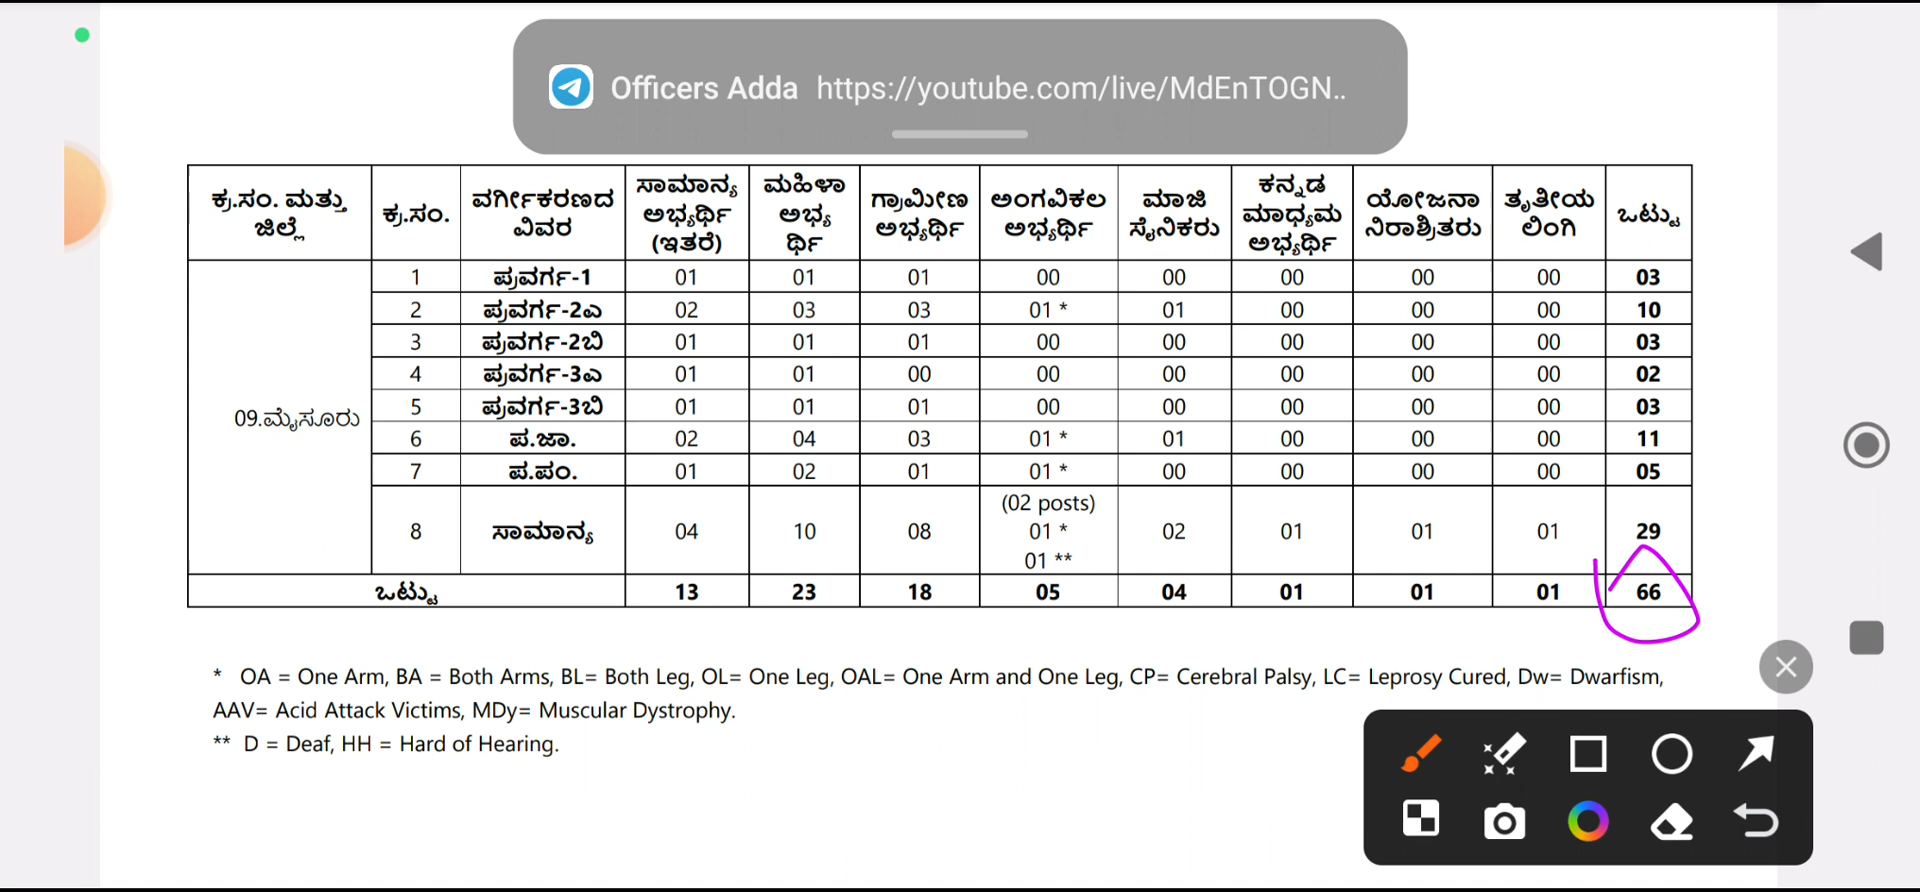 Officers Adda https://youtube.com/live/MdEnTOGN..
ಕ್ರ.ಸಂ. ಮತ್ತು ಜಿಲ್ಲೆ ಕ್ರ.ಸಂ. ವರ್ಗೀಕರಣದ ವಿವರ ಸಾಮಾನ್ಯ ಅಭ್ಯರ್ಥಿ (ಇತರೆ) ಮಹಿಳಾ ಅಭ್ಯ ರ್ಥಿ ಗ್ರಾಮೀಣ ಅಭ್ಯರ್ಥಿ ಅಂಗವಿಕಲ ಅಭ್ಯರ್ಥಿ ಮಾಜಿ ಸೈನಿಕರು ಕನ್ನಡ ಮಾಧ್ಯಮ ಅಭ್ಯರ್ಥಿ ಯೋಜನಾ ನಿರಾಶ್ರಿತರು ತೃತೀಯ ಲಿಂಗಿ ಒಟ್ಟು
09.ಮೈಸೂರು
1 ಪ್ರವರ್ಗ-1 01 01 01 00 00 00 00 00 03
2 ಪ್ರವರ್ಗ-2ಎ 02 03 03 01 * 01 00 00 00 10
3 ಪ್ರವರ್ಗ-2ಬಿ 01 01 01 00 00 00 00 00 03
4 ಪ್ರವರ್ಗ-3ಎ 01 01 00 00 00 00 00 00 02
5 ಪ್ರವರ್ಗ-3ಬಿ 01 01 01 00 00 00 00 00 03
6 ಪ.ಜಾ. 02 04 03 01 * 01 00 00 00 11
7 ಪ.ಪಂ. 01 02 01 01 * 00 00 00 00 05
8 ಸಾಮಾನ್ಯ 04 10 08 (02 posts) 01 * 01 ** 02 01 01 01 29
ಒಟ್ಟು 13 23 18 05 04 01 01 01 66
* OA = One Arm, BA = Both Arms, BL= Both Leg, OL= One Leg, OAL= One Arm and One Leg, CP= Cerebral Palsy, LC= Leprosy Cured, Dw= Dwarfism,
AAV= Acid Attack Victims, MDy= Muscular Dystrophy.
** D = Deaf, HH = Hard of Hearing.